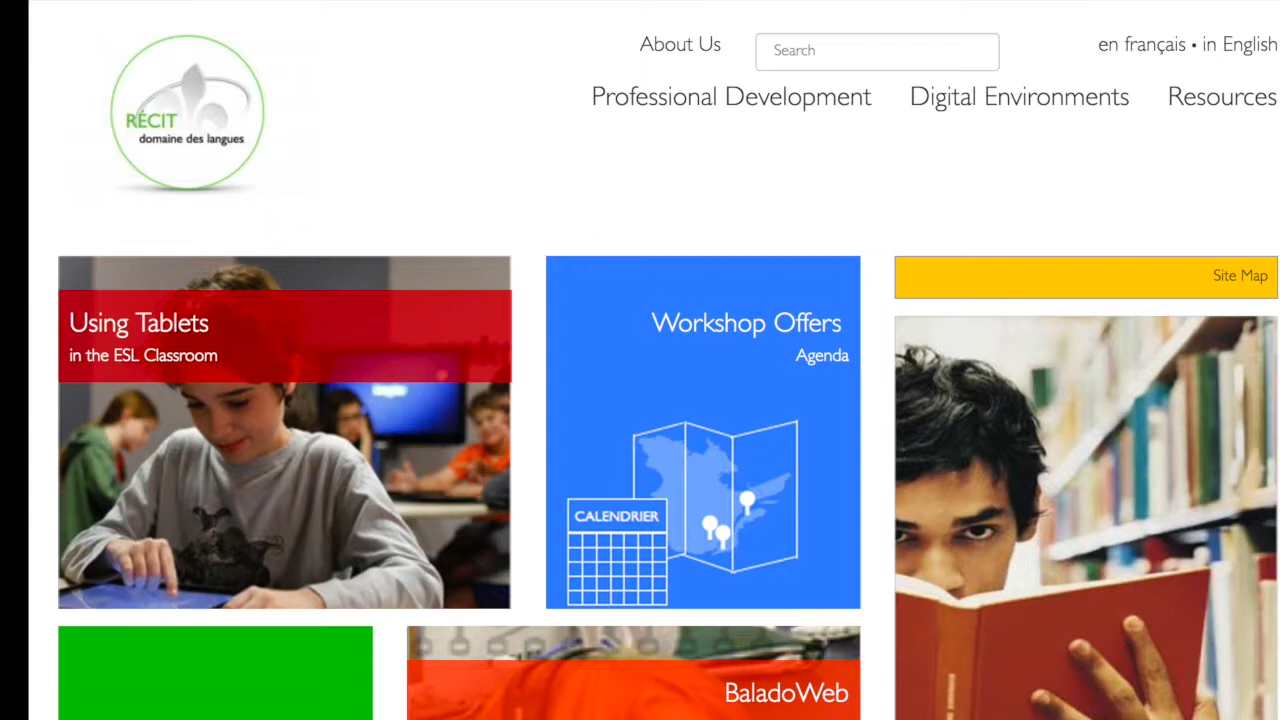 About Us
Search
en français • in English
RÉCIT
domaine des langues
Professional Development
Digital Environments
Resources
Using Tablets
in the ESL Classroom
Workshop Offers
Agenda
CALENDRIER
Site Map
BaladoWeb